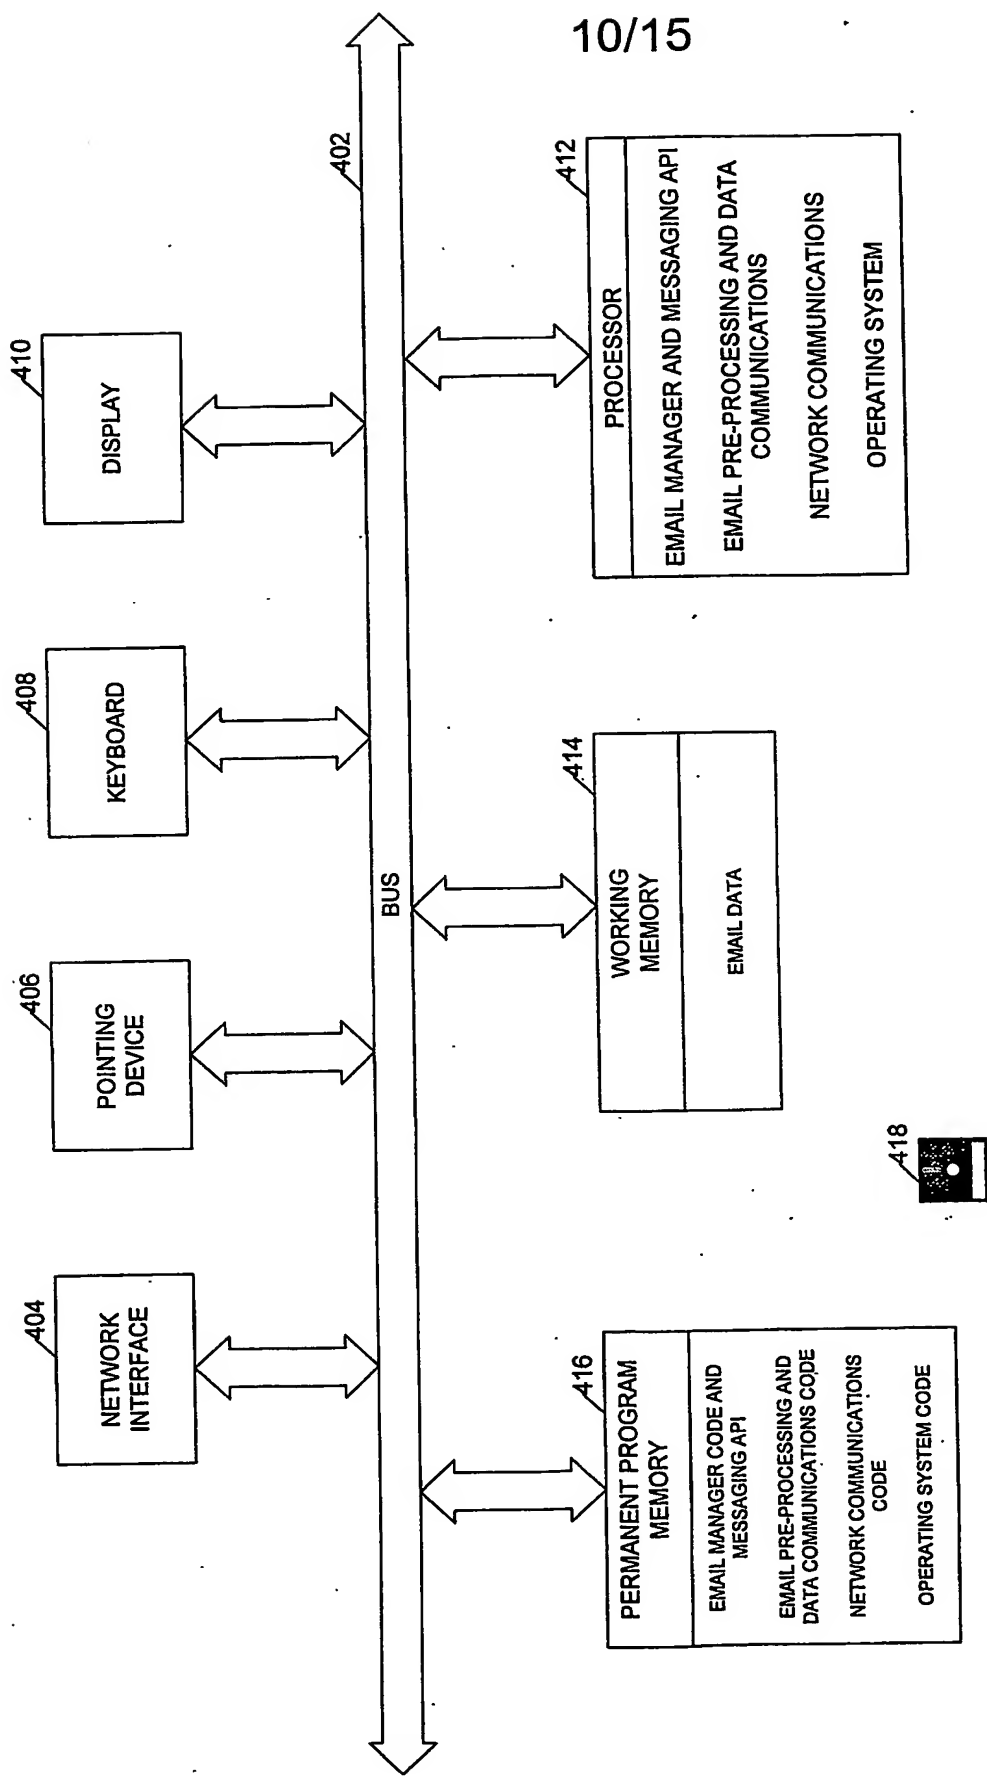 10/15
404
NETWORK
INTERFACE
406
POINTING
DEVICE
408
KEYBOARD
410
DISPLAY
BUS
402
416
PERMANENT PROGRAM
MEMORY
EMAIL MANAGER CODE AND
MESSAGING API
EMAIL PRE-PROCESSING AND
DATA COMMUNICATIONS CODE
NETWORK COMMUNICATIONS
CODE
OPERATING SYSTEM CODE
418
414
WORKING
MEMORY
EMAIL DATA
412
PROCESSOR
EMAIL MANAGER AND MESSAGING API
EMAIL PRE-PROCESSING AND DATA
COMMUNICATIONS
NETWORK COMMUNICATIONS
OPERATING SYSTEM